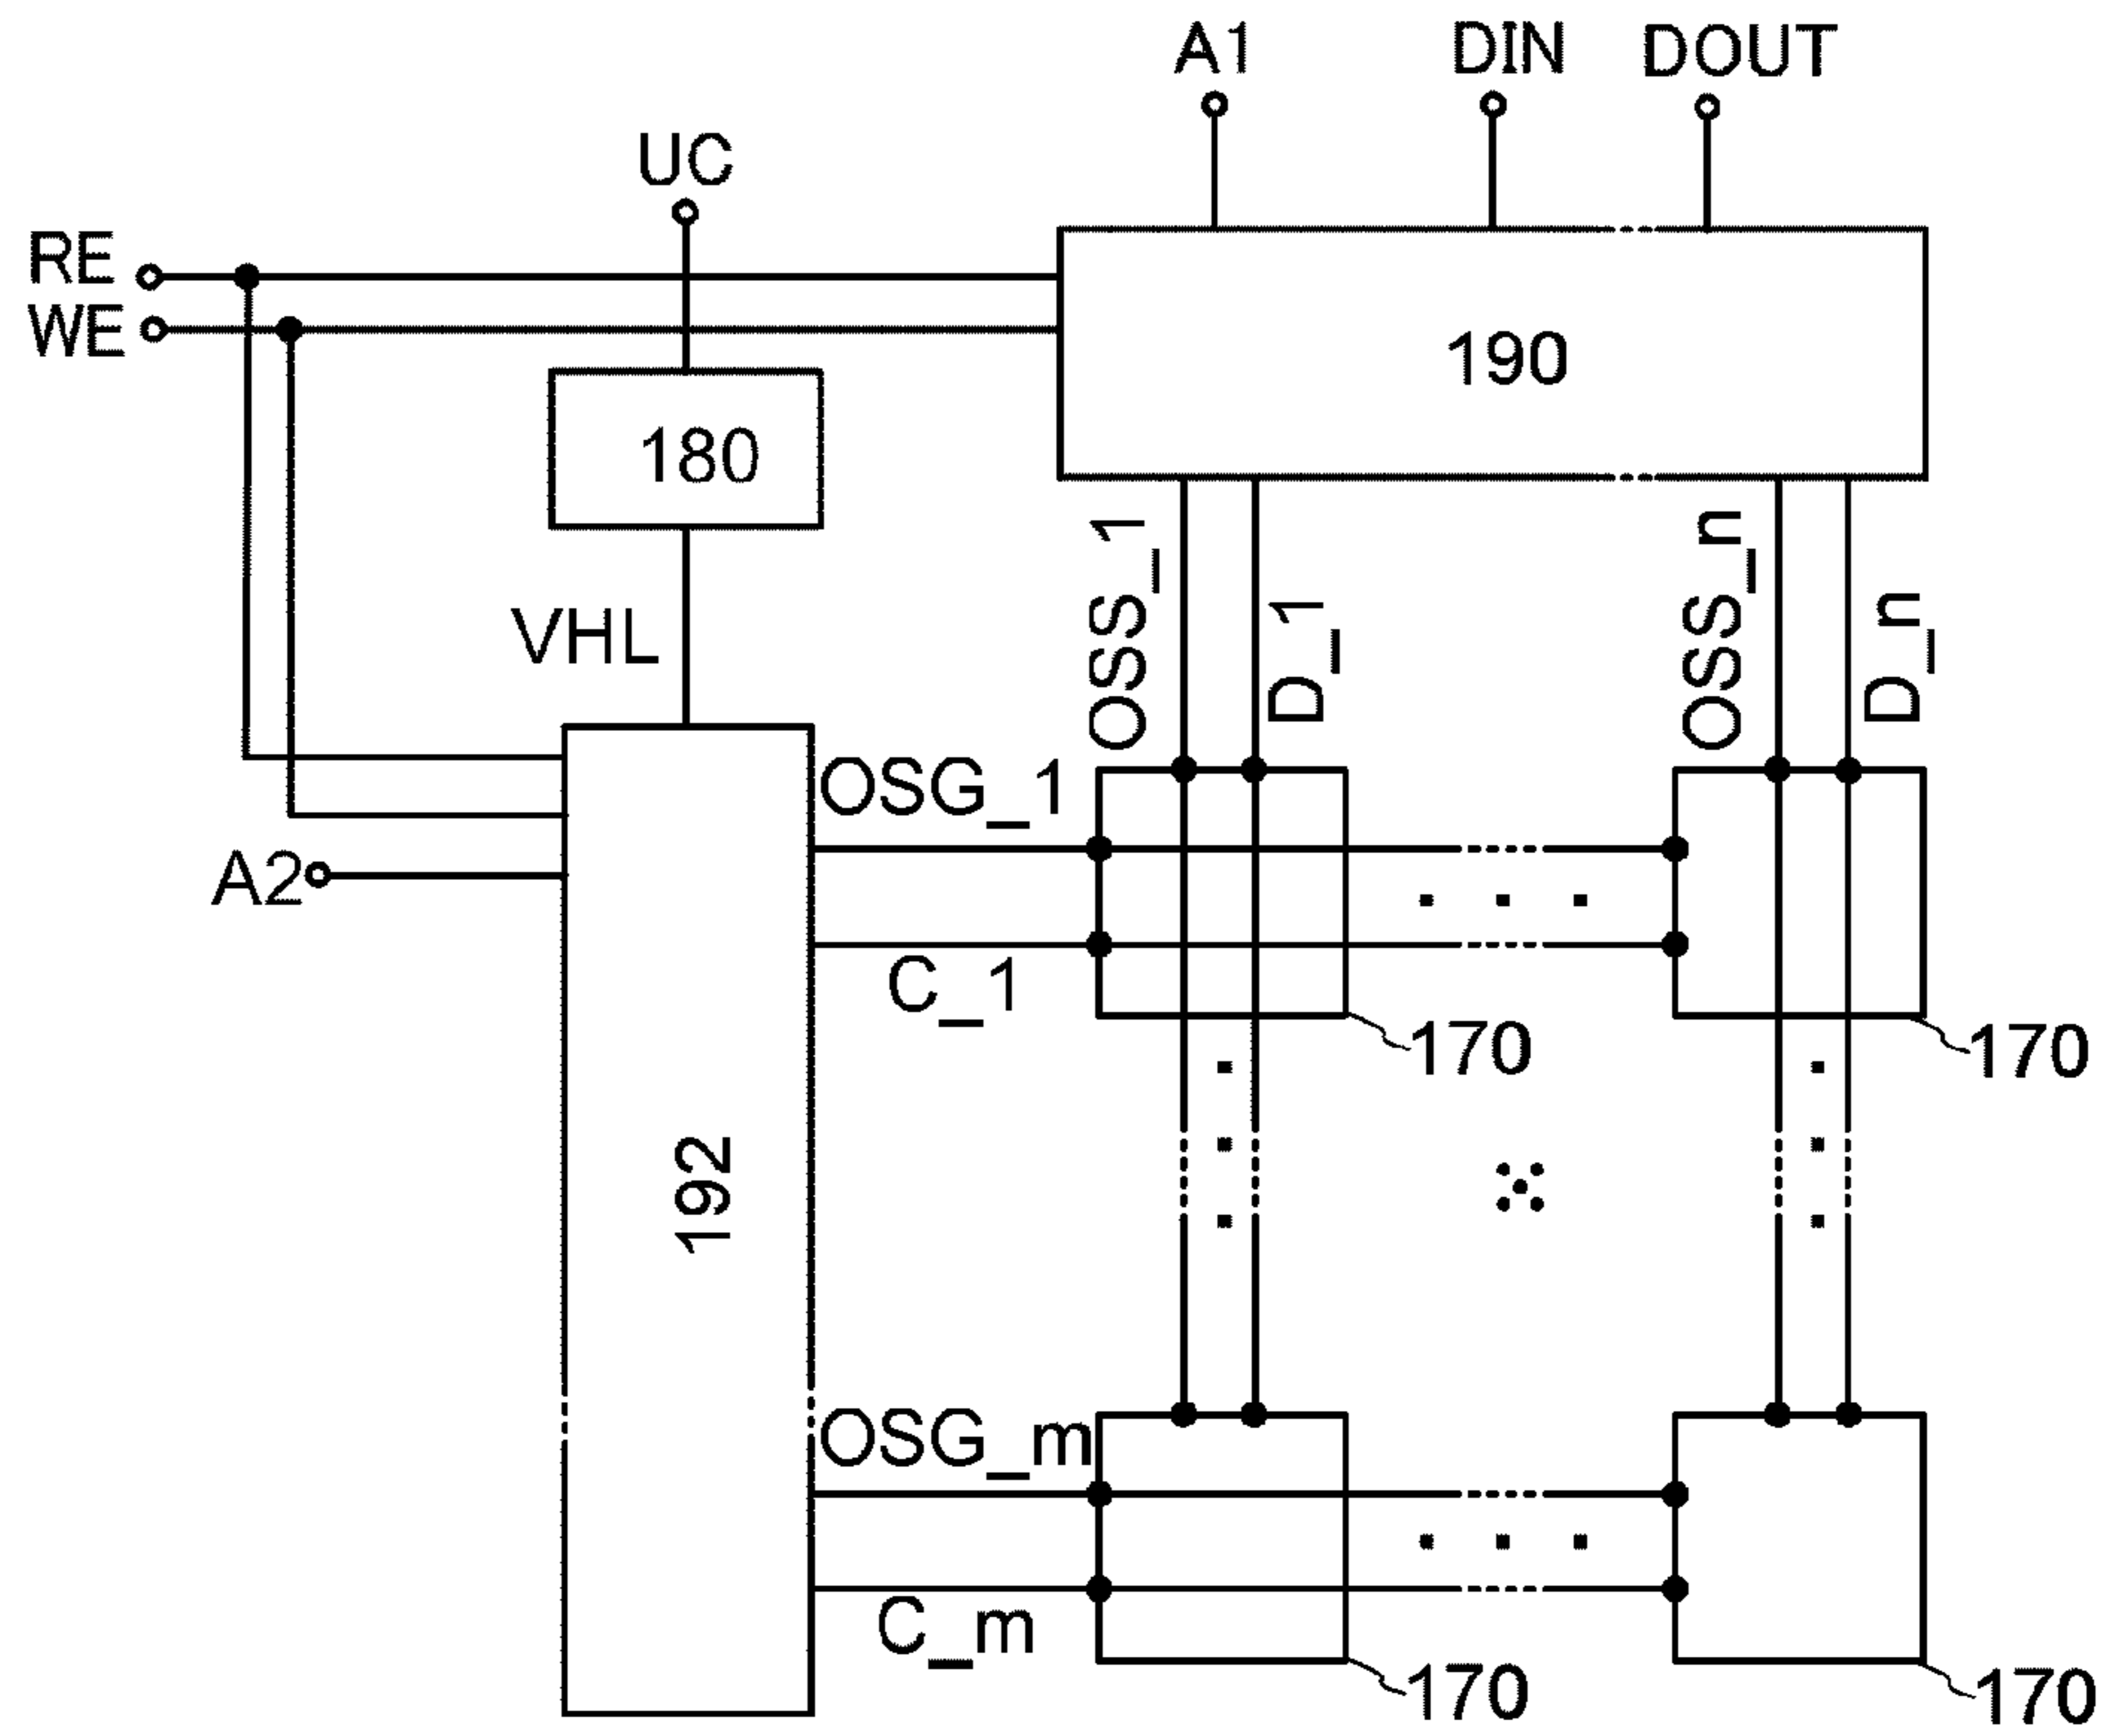 A1 DIN DOUT
UC
RE
WE
190
180
OSS_1
D_1
OSS_n
D_n
VHL
OSG_1
A2
C_1
170 170
192
OSG_m
C_m
170 170